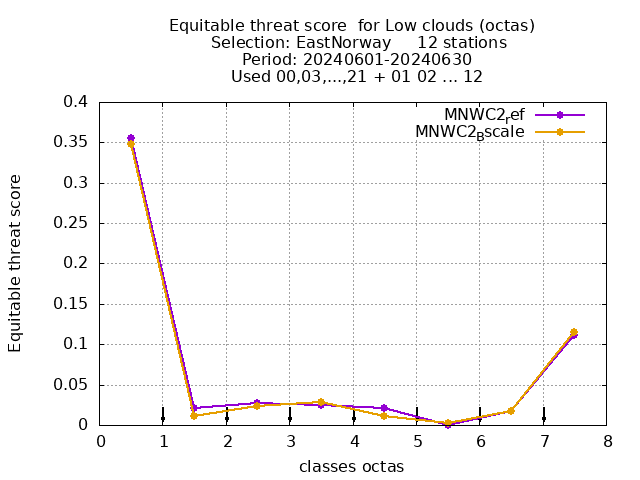 Equitable threat score  for Low clouds (octas)
Selection: EastNorway     12 stations
Period: 20240601-20240630
Used 00,03,...,21 + 01 02 ... 12
MNWC2_ref
MNWC2_Bscale
0.4
0.35
0.3
0.25
0.2
0.15
0.1
0.05
0
Equitable threat score
0 1 2 3 4 5 6 7 8
classes octas